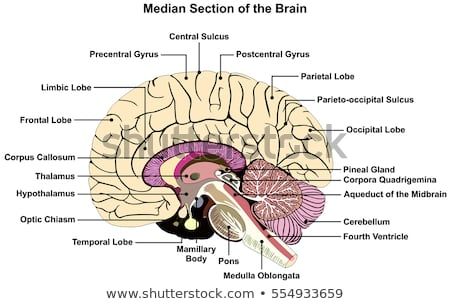 Median Section of the Brain
Central Sulcus
Precentral Gyrus
Postcentral Gyrus
Limbic Lobe
Parietal Lobe
Parieto-occipital Sulcus
Frontal Lobe
Occipital Lobe
shutterstock
Corpus Callosum
Thalamus
Hypothalamus
Optic Chiasm
Temporal Lobe
Mamillary
Body
Pons
Medulla Oblongata
Pineal Gland
Corpora Quadrigemina
Aqueduct of the Midbrain
Cerebellum
Fourth Ventricle
www.shutterstock.com · 554933659